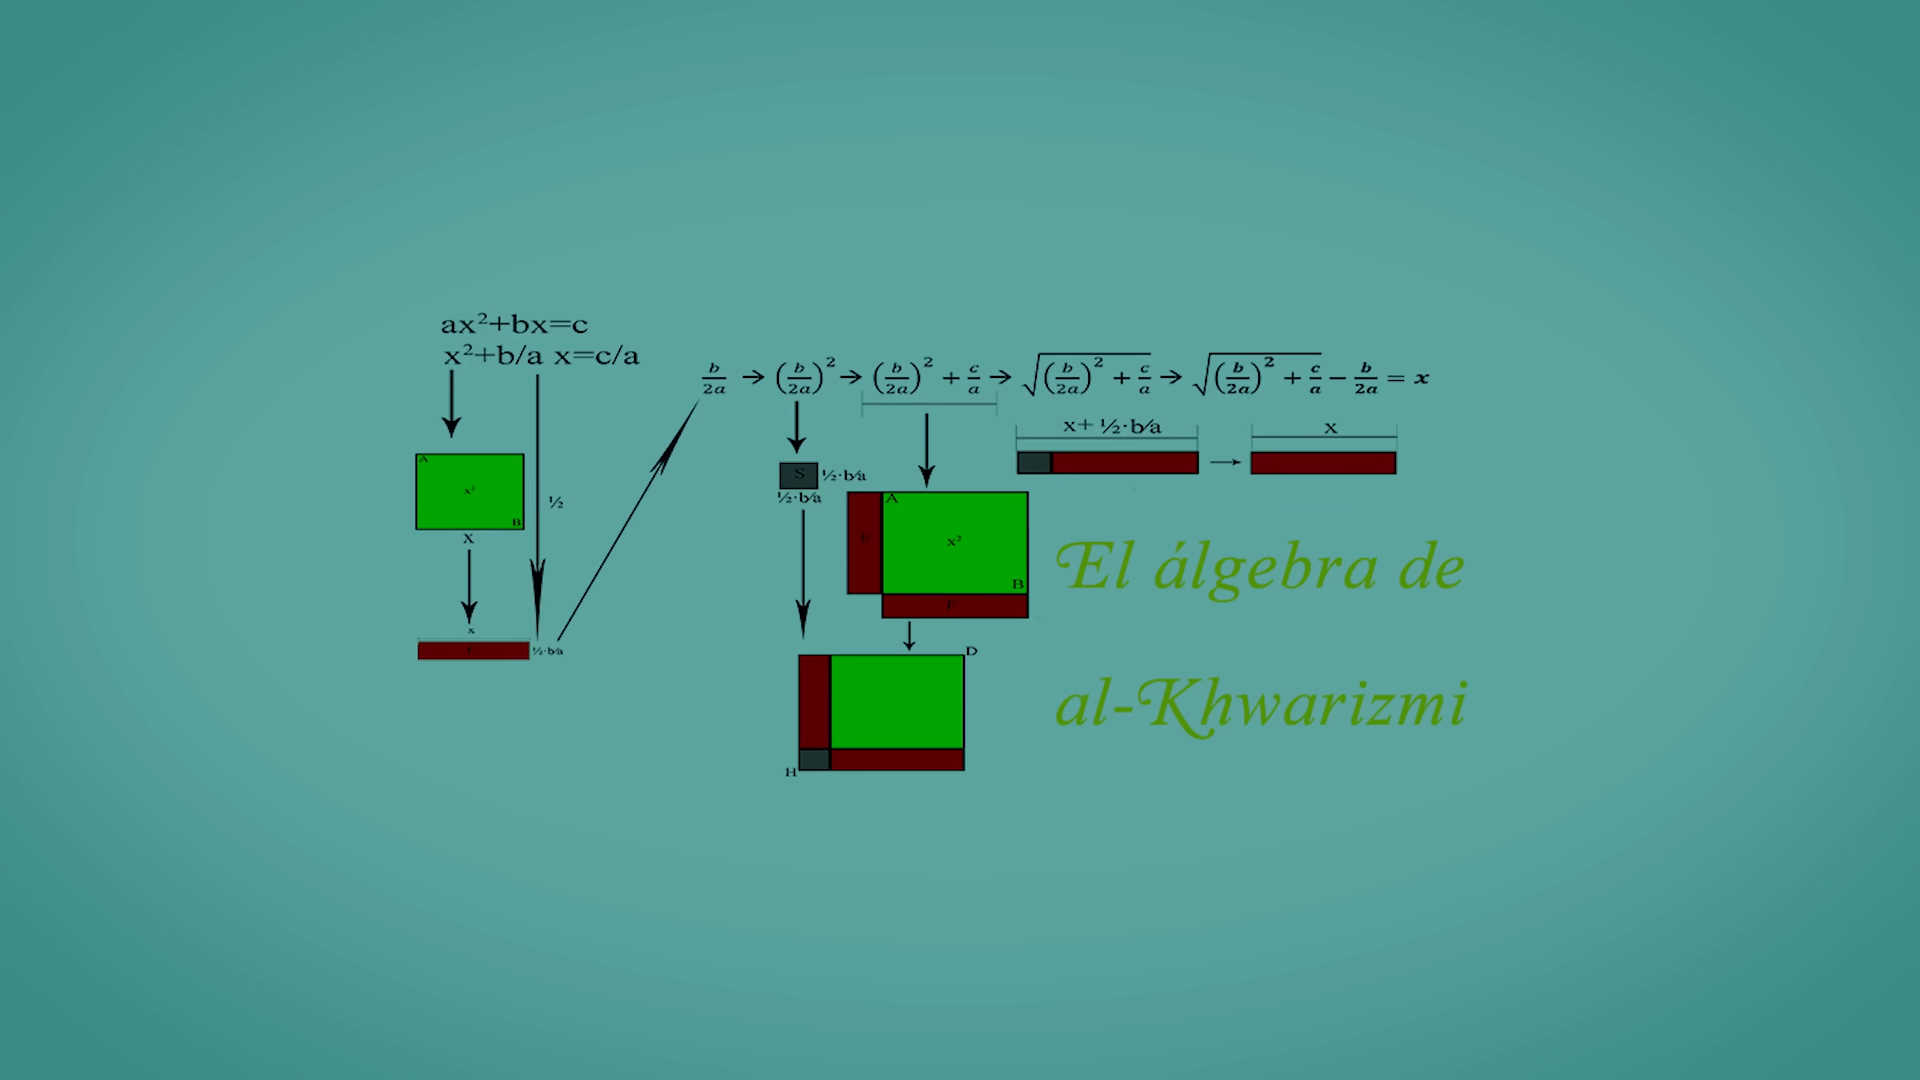 ax²+bx=c
x²+b/a x=c/a
b/2a → (b/2a)² → (b/2a)² + c/a → √((b/2a)² + c/a) → √((b/2a)² + c/a) − b/2a = x
x+ ½·b/a
x
A
x²
B
x
½
x
½·b/a
S
½·b/a
½·b/a
A
E
x²
B
F
D
H
El álgebra de
al-Khwarizmi